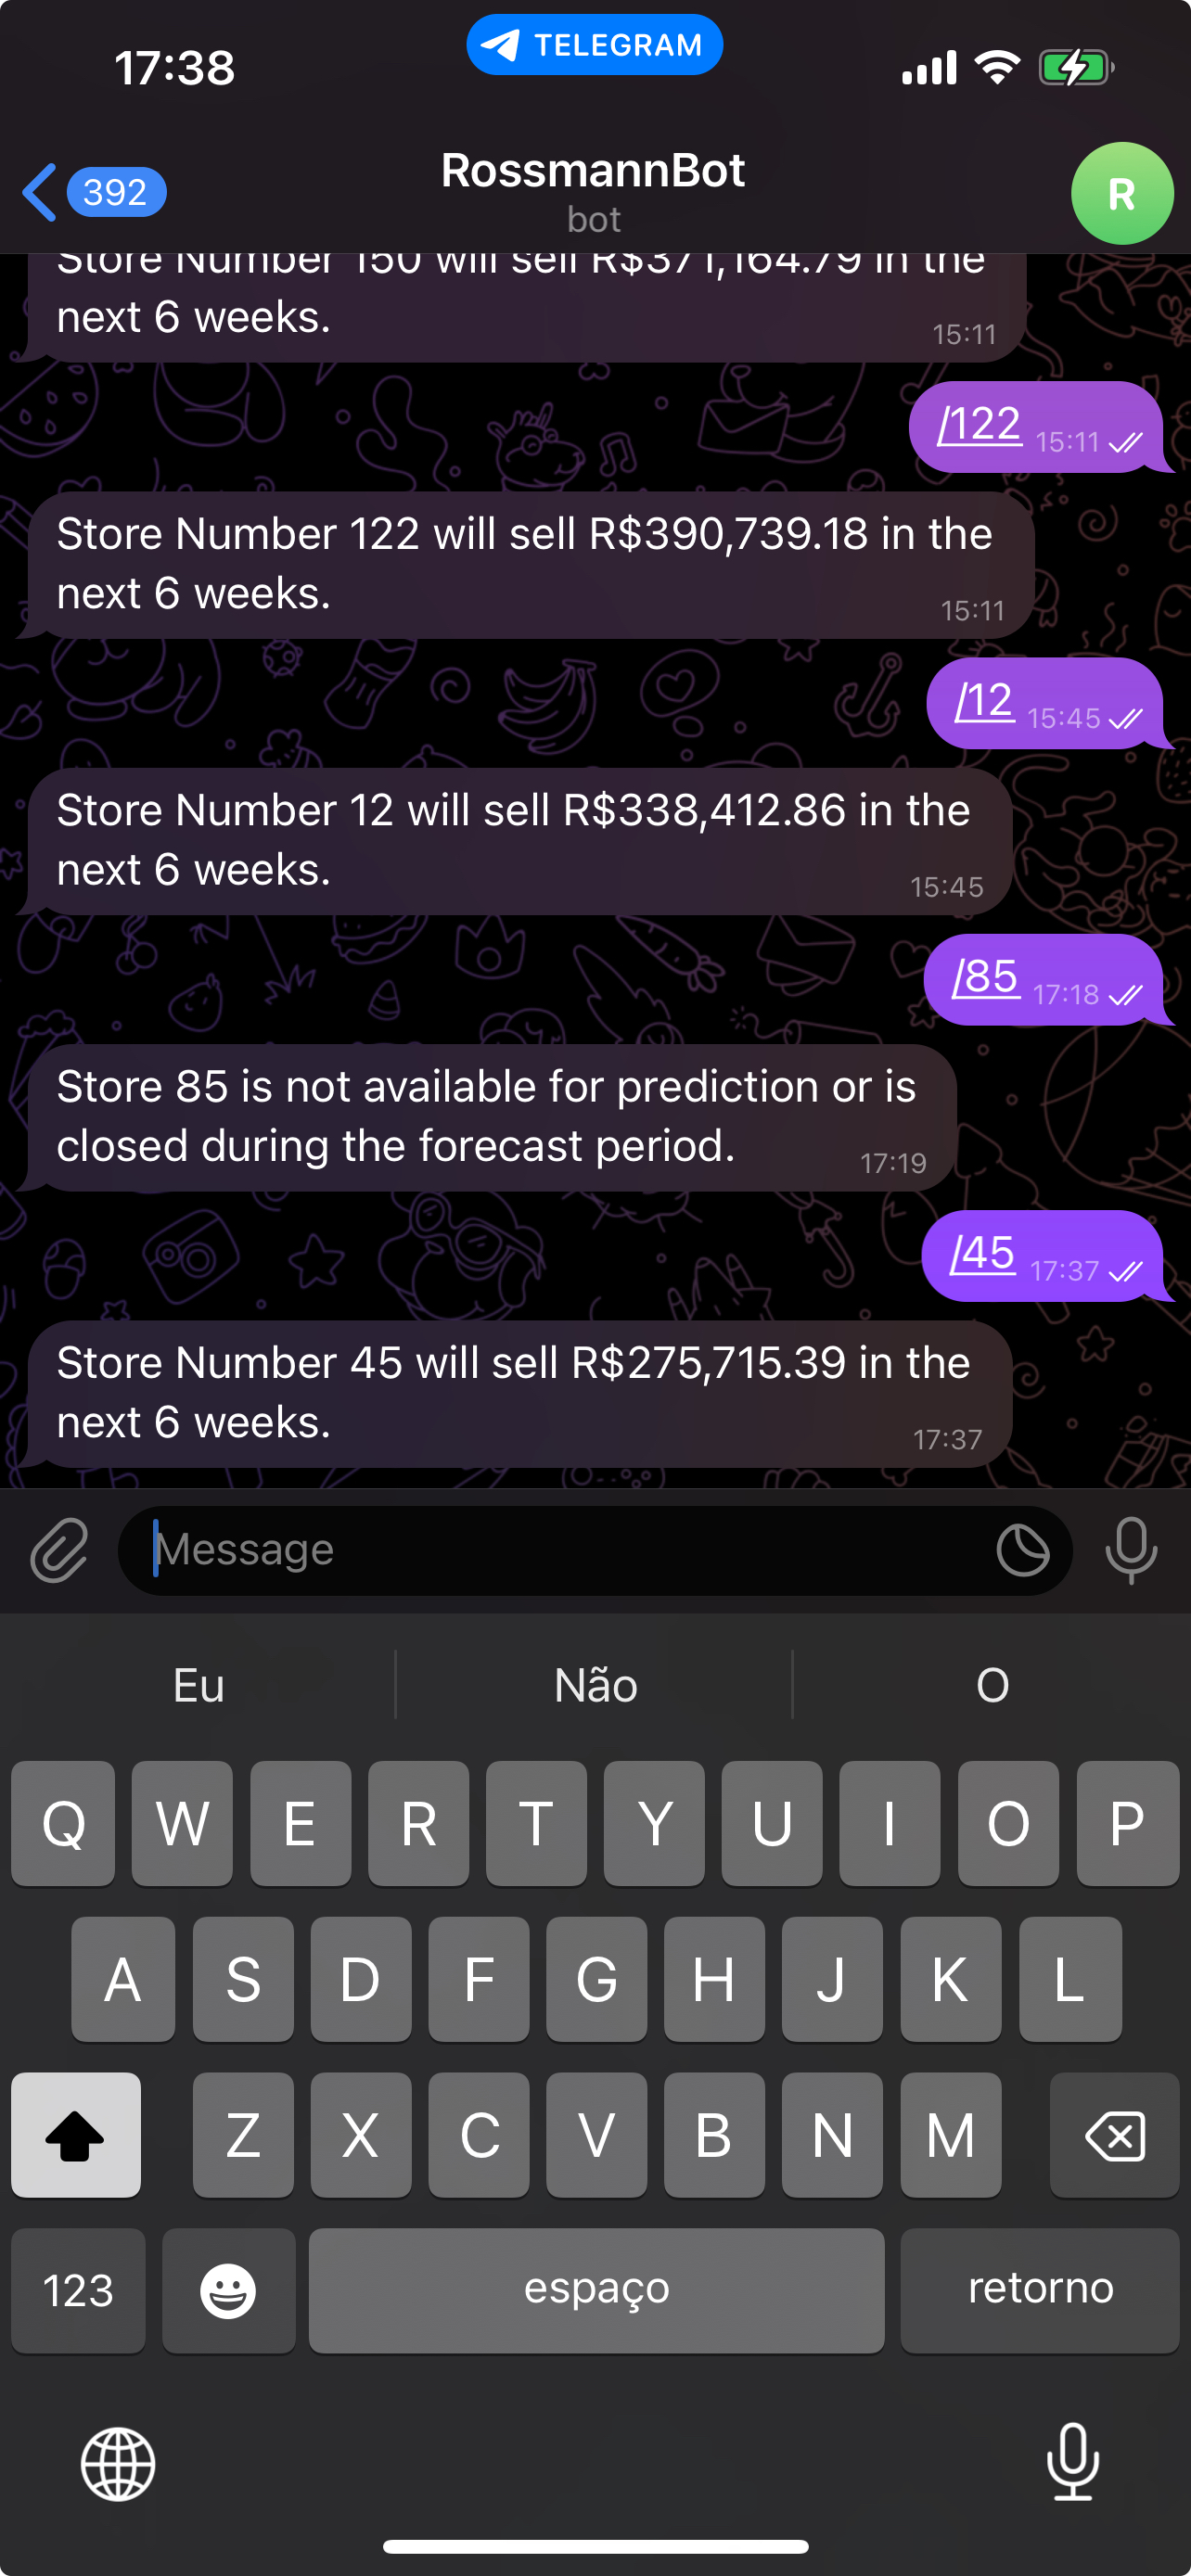 17:38
TELEGRAM
392
RossmannBot
bot
R
Store Number 150 will sell R$371,164.79 in the
next 6 weeks.
15:11
/122 15:11
Store Number 122 will sell R$390,739.18 in the
next 6 weeks.
15:11
/12 15:45
Store Number 12 will sell R$338,412.86 in the
next 6 weeks.
15:45
/85 17:18
Store 85 is not available for prediction or is
closed during the forecast period.
17:19
/45 17:37
Store Number 45 will sell R$275,715.39 in the
next 6 weeks.
17:37
Message
Eu Não O
Q W E R T Y U I O P
A S D F G H J K L
Z X C V B N M
123 espaço retorno